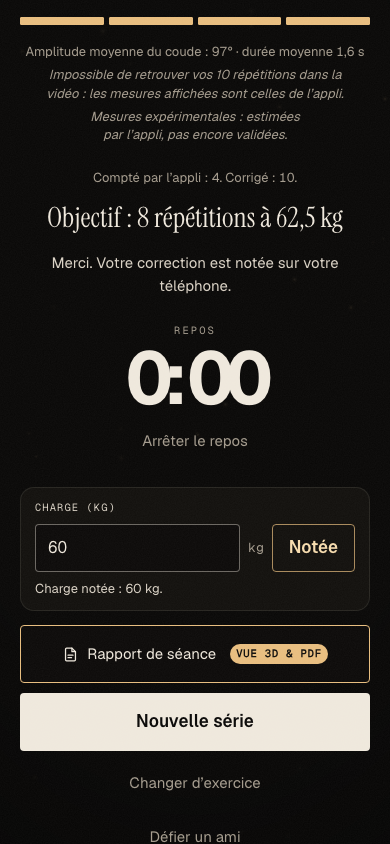 Amplitude moyenne du coude : 97° · durée moyenne 1,6 s
Impossible de retrouver vos 10 répétitions dans la
vidéo : les mesures affichées sont celles de l’appli.
Mesures expérimentales : estimées
par l’appli, pas encore validées.
Compté par l’appli : 4. Corrigé : 10.
Objectif : 8 répétitions à 62,5 kg
Merci. Votre correction est notée sur votre
téléphone.
REPOS
0:00
Arrêter le repos
CHARGE (KG)
60 kg Notée
Charge notée : 60 kg.
Rapport de séance VUE 3D & PDF
Nouvelle série
Changer d’exercice
Défier un ami